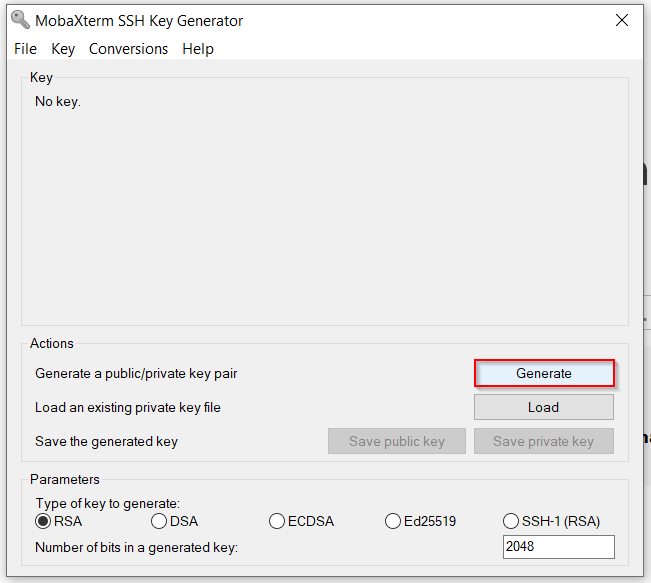 MobaXterm SSH Key Generator
File Key Conversions Help
Key
No key.
Actions
Generate a public/private key pair
Generate
Load an existing private key file
Load
Save the generated key
Save public key
Save private key
Parameters
Type of key to generate:
RSA DSA ECDSA Ed25519 SSH-1 (RSA)
Number of bits in a generated key:
2048